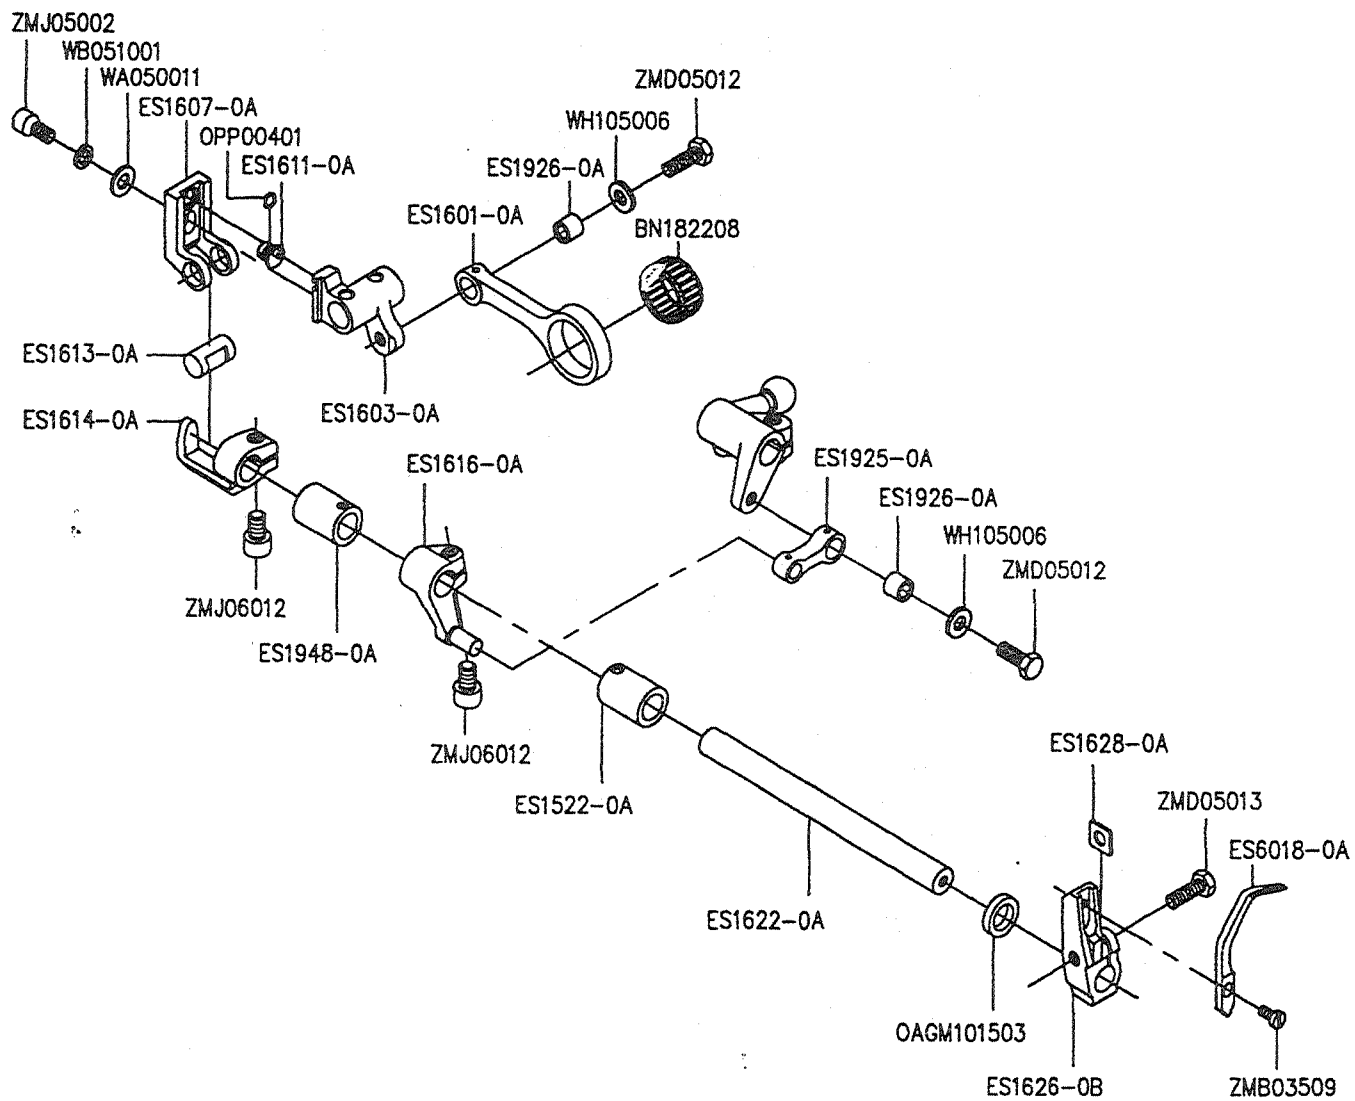 ZMJ05002
WB051001
WA050011
ES1607-0A
OPP00401
ES1611-0A
ZMD05012
WH105006
ES1926-0A
ES1601-0A
BN182208
ES1613-0A
ES1603-0A
ES1614-0A
ES1616-0A
ES1925-0A
ES1926-0A
WH105006
ZMD05012
ZMJ06012
ES1948-0A
ZMJ06012
ES1522-0A
ES1628-0A
ZMD05013
ES6018-0A
ES1622-0A
OAGM101503
ES1626-0B
ZMB03509